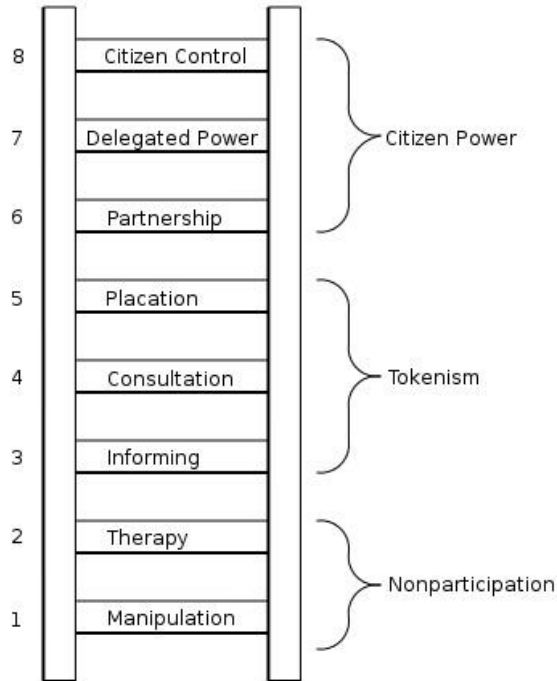 8 Citizen Control
7 Delegated Power
Citizen Power
6 Partnership
5 Placation
4 Consultation
Tokenism
3 Informing
2 Therapy
Nonparticipation
1 Manipulation